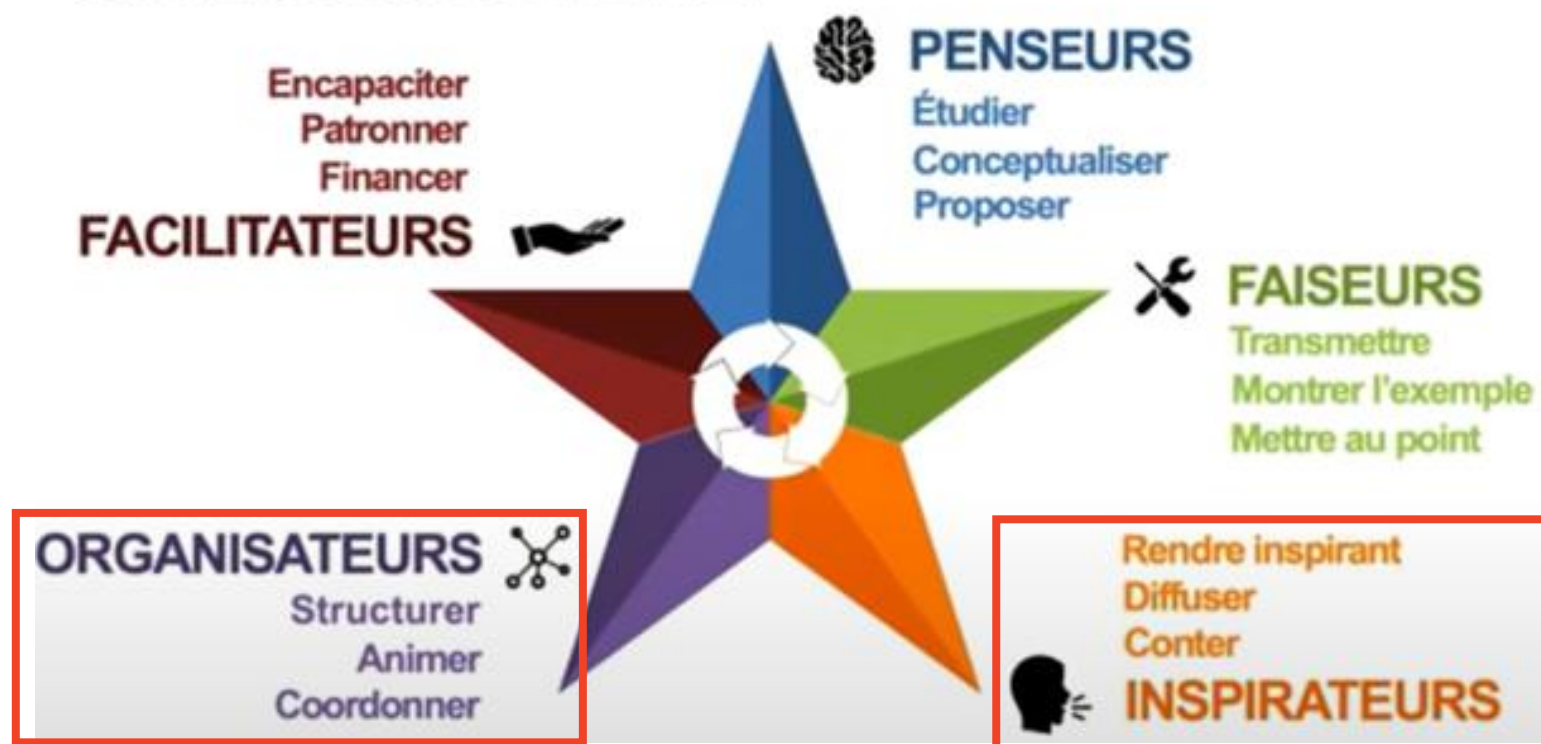 Encapaciter
Patronner
Financer
FACILITATEURS
PENSEURS
Étudier
Conceptualiser
Proposer
FAISEURS
Transmettre
Montrer l'exemple
Mettre au point
ORGANISATEURS
Structurer
Animer
Coordonner
Rendre inspirant
Diffuser
Conter
INSPIRATEURS